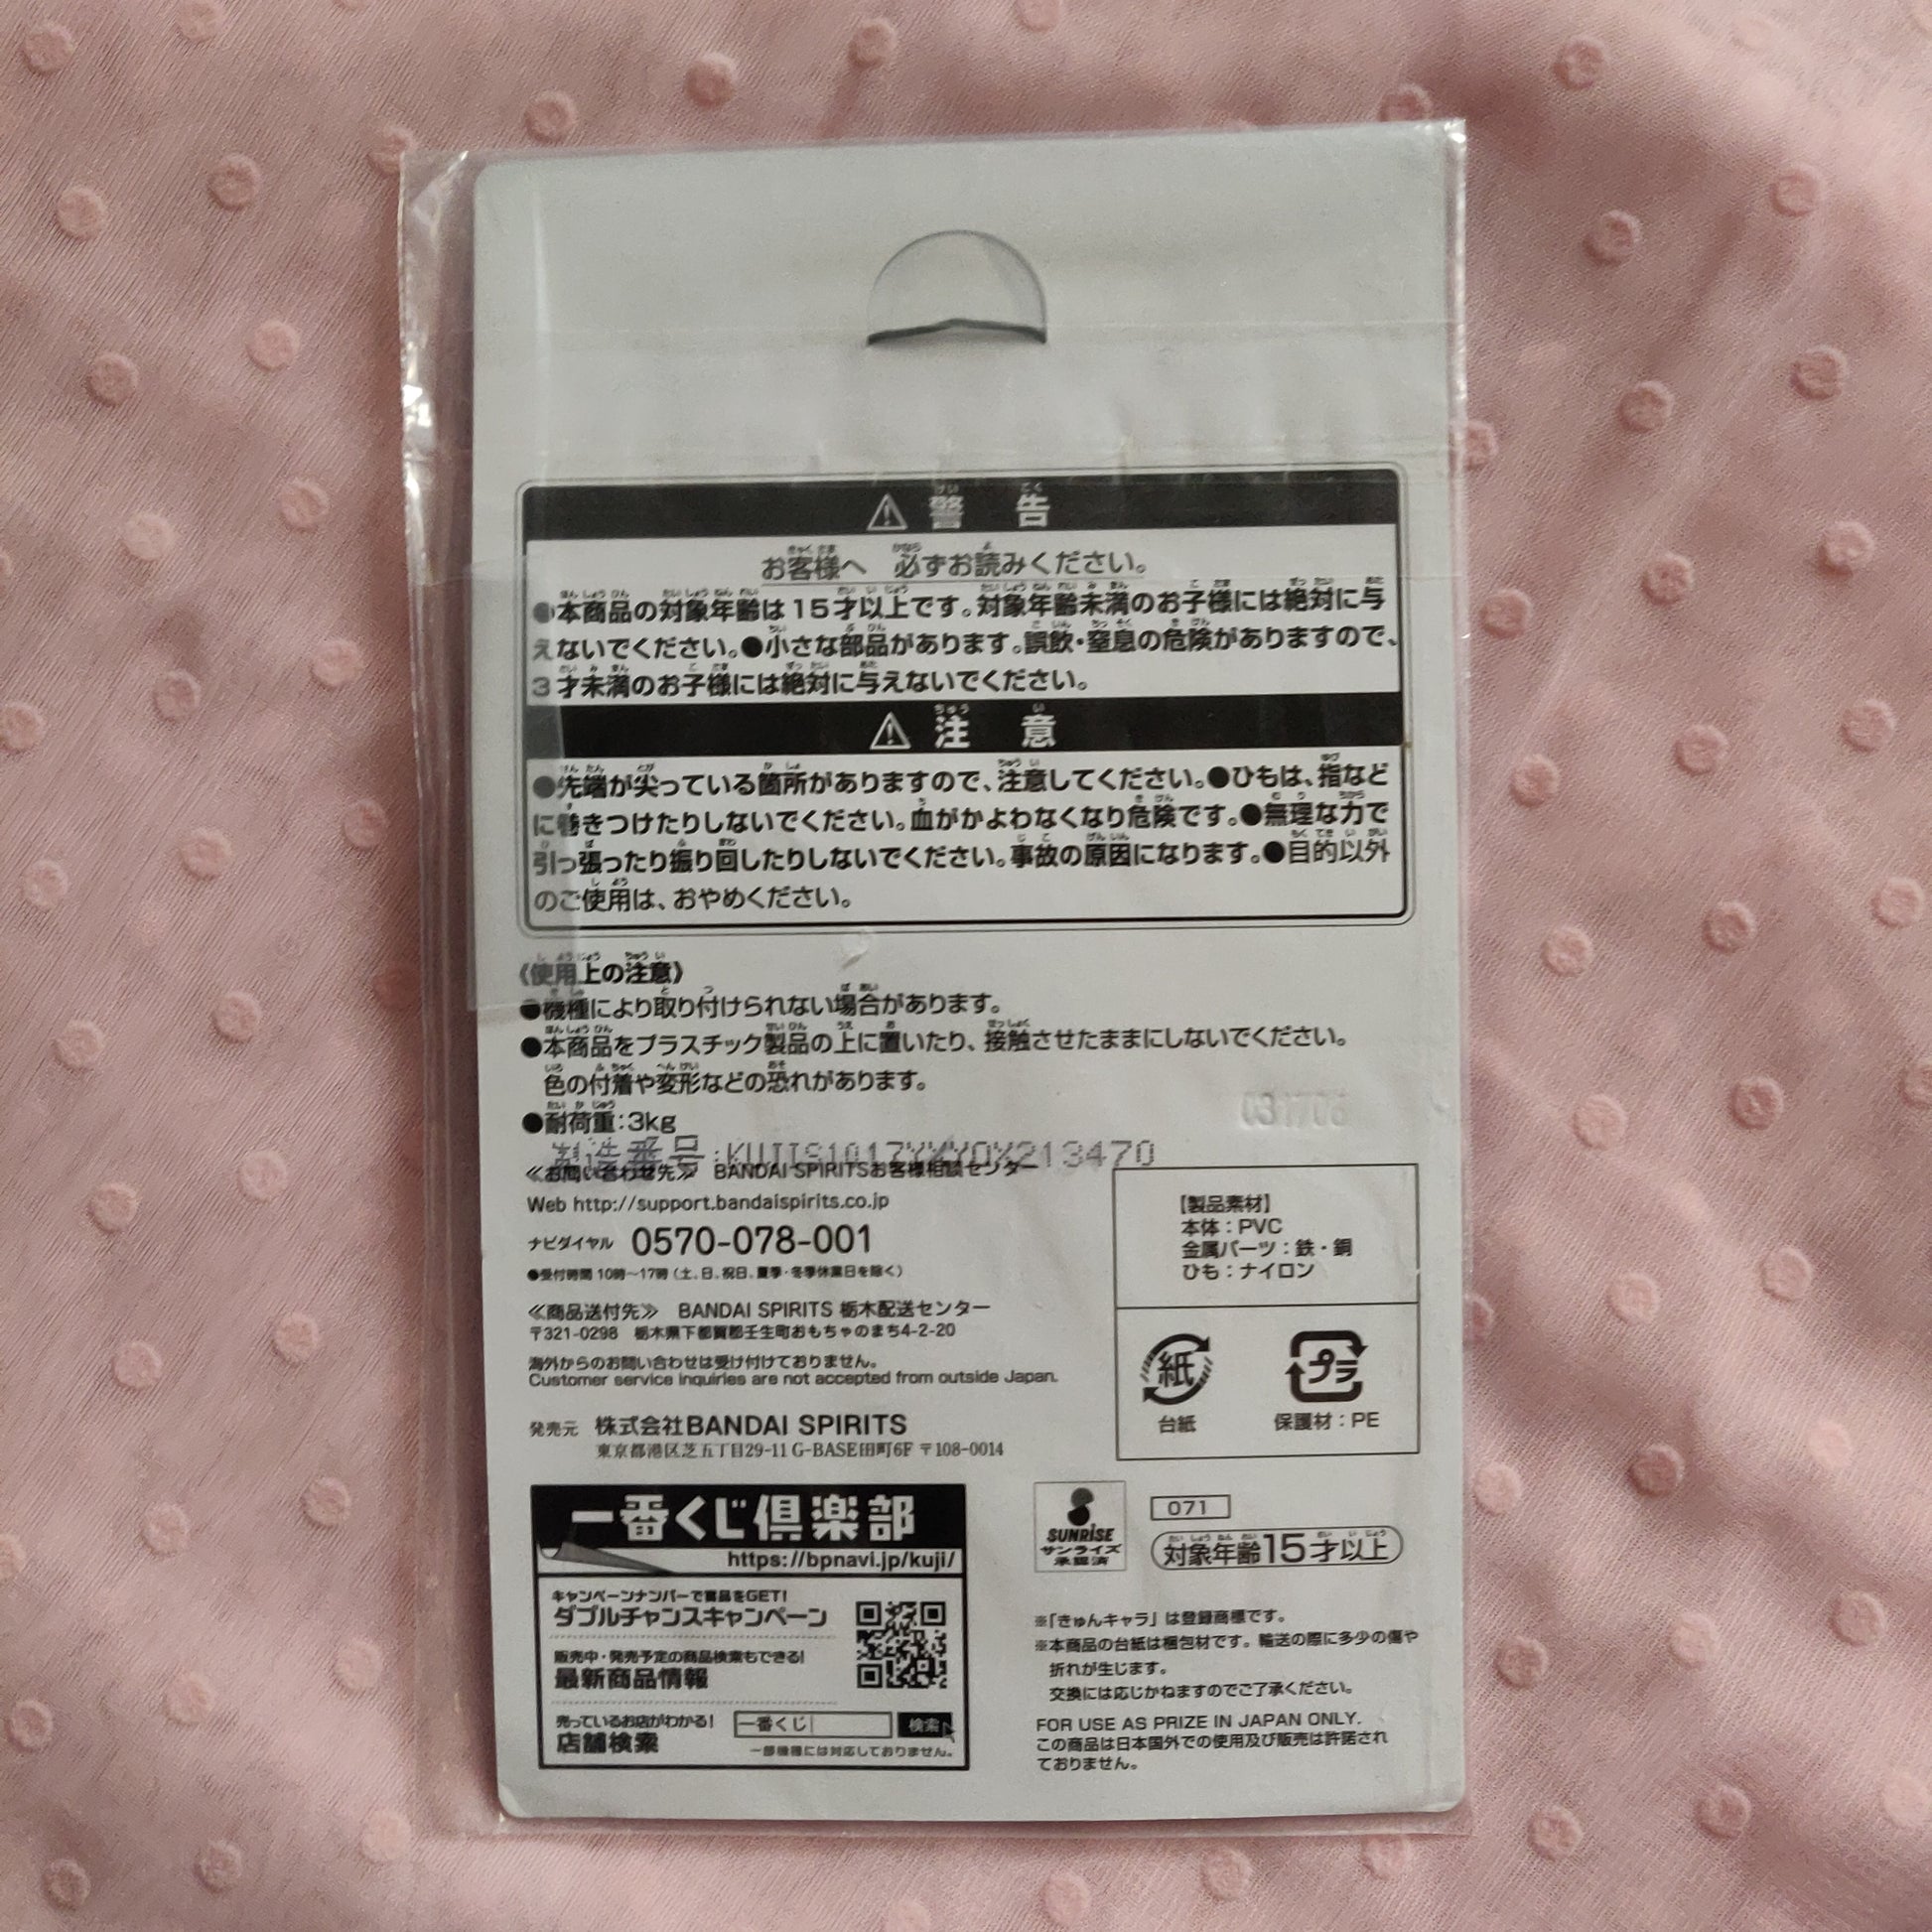 ⚠ 警告
お客様へ 必ずお読みください。
●本商品の対象年齢は15才以上です。対象年齢未満のお子様には絶対に与
えないでください。●小さな部品があります。誤飲・窒息の危険がありますので、
3才未満のお子様には絶対に与えないでください。
⚠ 注意
●先端が尖っている箇所がありますので、注意してください。●ひもは、指など
に巻きつけたりしないでください。血がかよわなくなり危険です。●無理な力で
引っ張ったり振り回したりしないでください。事故の原因になります。●目的以外
のご使用は、おやめください。
《使用上の注意》
●機種により取り付けられない場合があります。
●本商品をプラスチック製品の上に置いたり、接触させたままにしないでください。
色の付着や変形などの恐れがあります。
●耐荷重:3kg
製造番号:
≪お問い合わせ先≫ BANDAI SPIRITSお客様相談センター
Web http://support.bandaispirits.co.jp
ナビダイヤル 0570-078-001
●受付時間 10時〜17時(土、日、祝日、夏季・冬季休業日を除く)
≪商品送付先≫ BANDAI SPIRITS 栃木配送センター
〒321-0298 栃木県下都賀郡壬生町おもちゃのまち4-2-20
海外からのお問い合わせは受け付けておりません。
Customer service inquiries are not accepted from outside Japan.
発売元 株式会社BANDAI SPIRITS
東京都港区芝五丁目29-11 G-BASE田町6F 〒108-0014
【製品素材】
本体:PVC
金属パーツ:鉄・銅
ひも:ナイロン
紙
台紙
プラ
保護材:PE
一番くじ倶楽部
https://bpnavi.jp/kuji/
キャンペーンナンバーで賞品をGET!
ダブルチャンスキャンペーン
販売中・発売予定の商品検索もできる!
最新商品情報
売っているお店がわかる!
店舗検索
一番くじ
検索
一部機種には対応しておりません。
SUNRISE
サンライズ
承認済
071
対象年齢15才以上
※「きゅんキャラ」は登録商標です。
※本商品の台紙は梱包材です。輸送の際に多少の傷や
折れが生じます。
交換には応じかねますのでご了承ください。
FOR USE AS PRIZE IN JAPAN ONLY.
この商品は日本国外での使用及び販売は許諾され
ておりません。